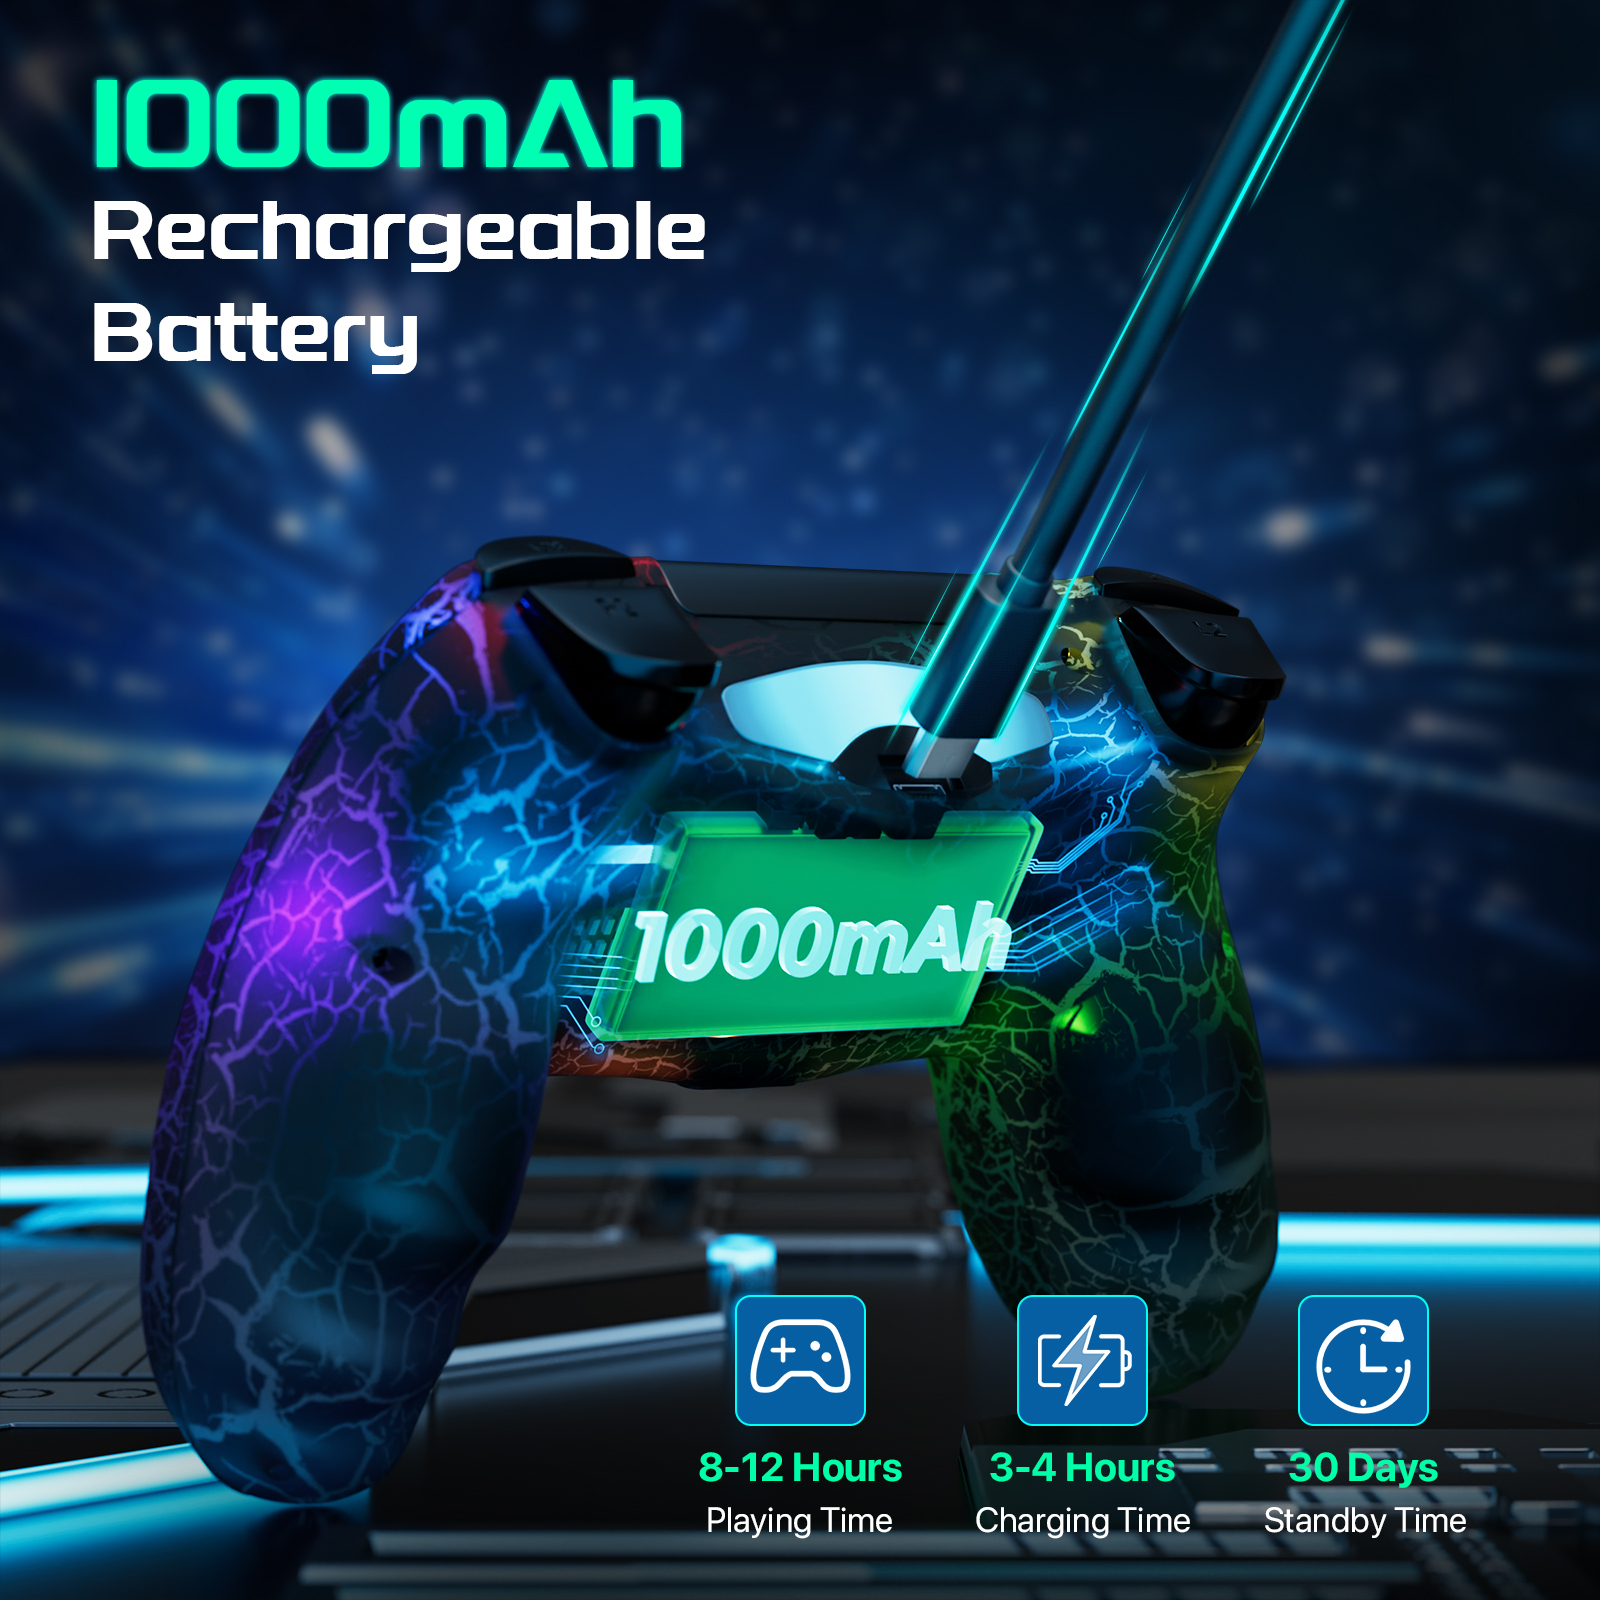 1000mAh
Rechargeable
Battery
1000mAh
8-12 Hours
3-4 Hours
30 Days
Playing Time
Charging Time
Standby Time